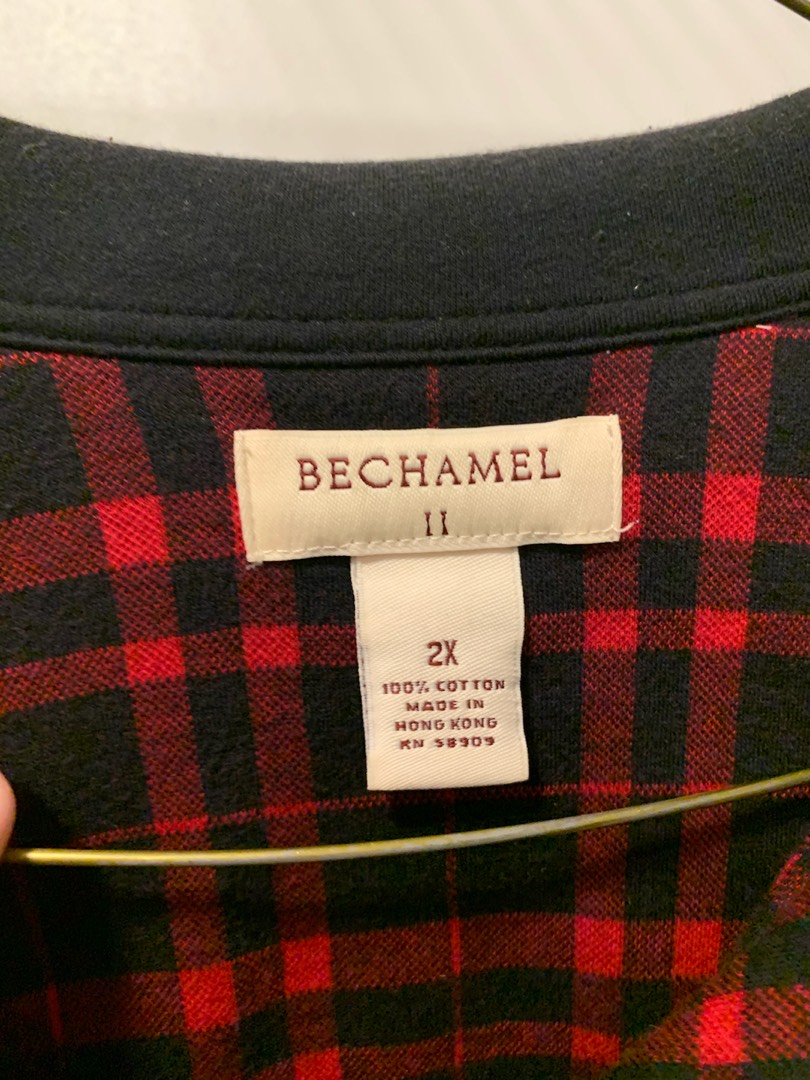 BECHAMEL
II
2X
100% COTTON
MADE IN
HONG KONG
RN 58909